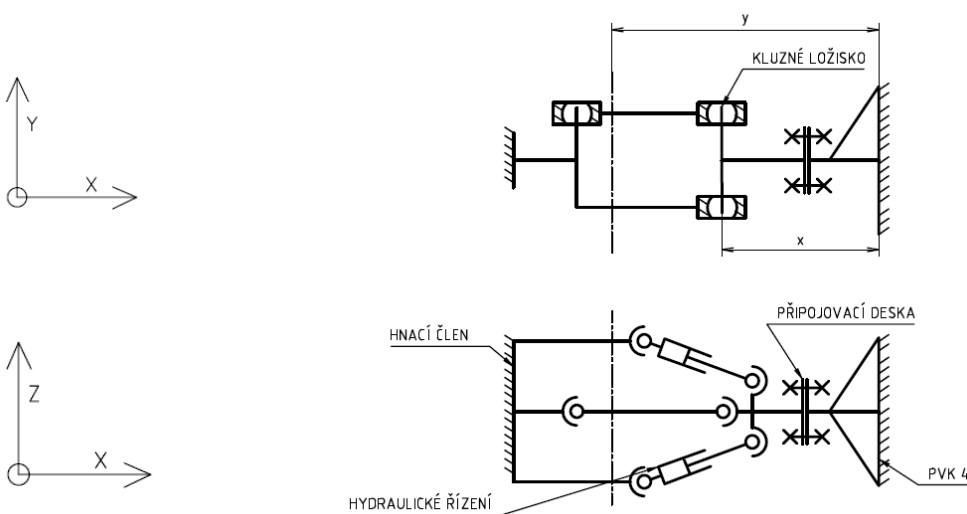 y
KLUZNÉ LOŽISKO
Y
X
x
PŘIPOJOVACÍ DESKA
HNACÍ ČLEN
Z
X
PVK 4
HYDRAULICKÉ ŘÍZENÍ